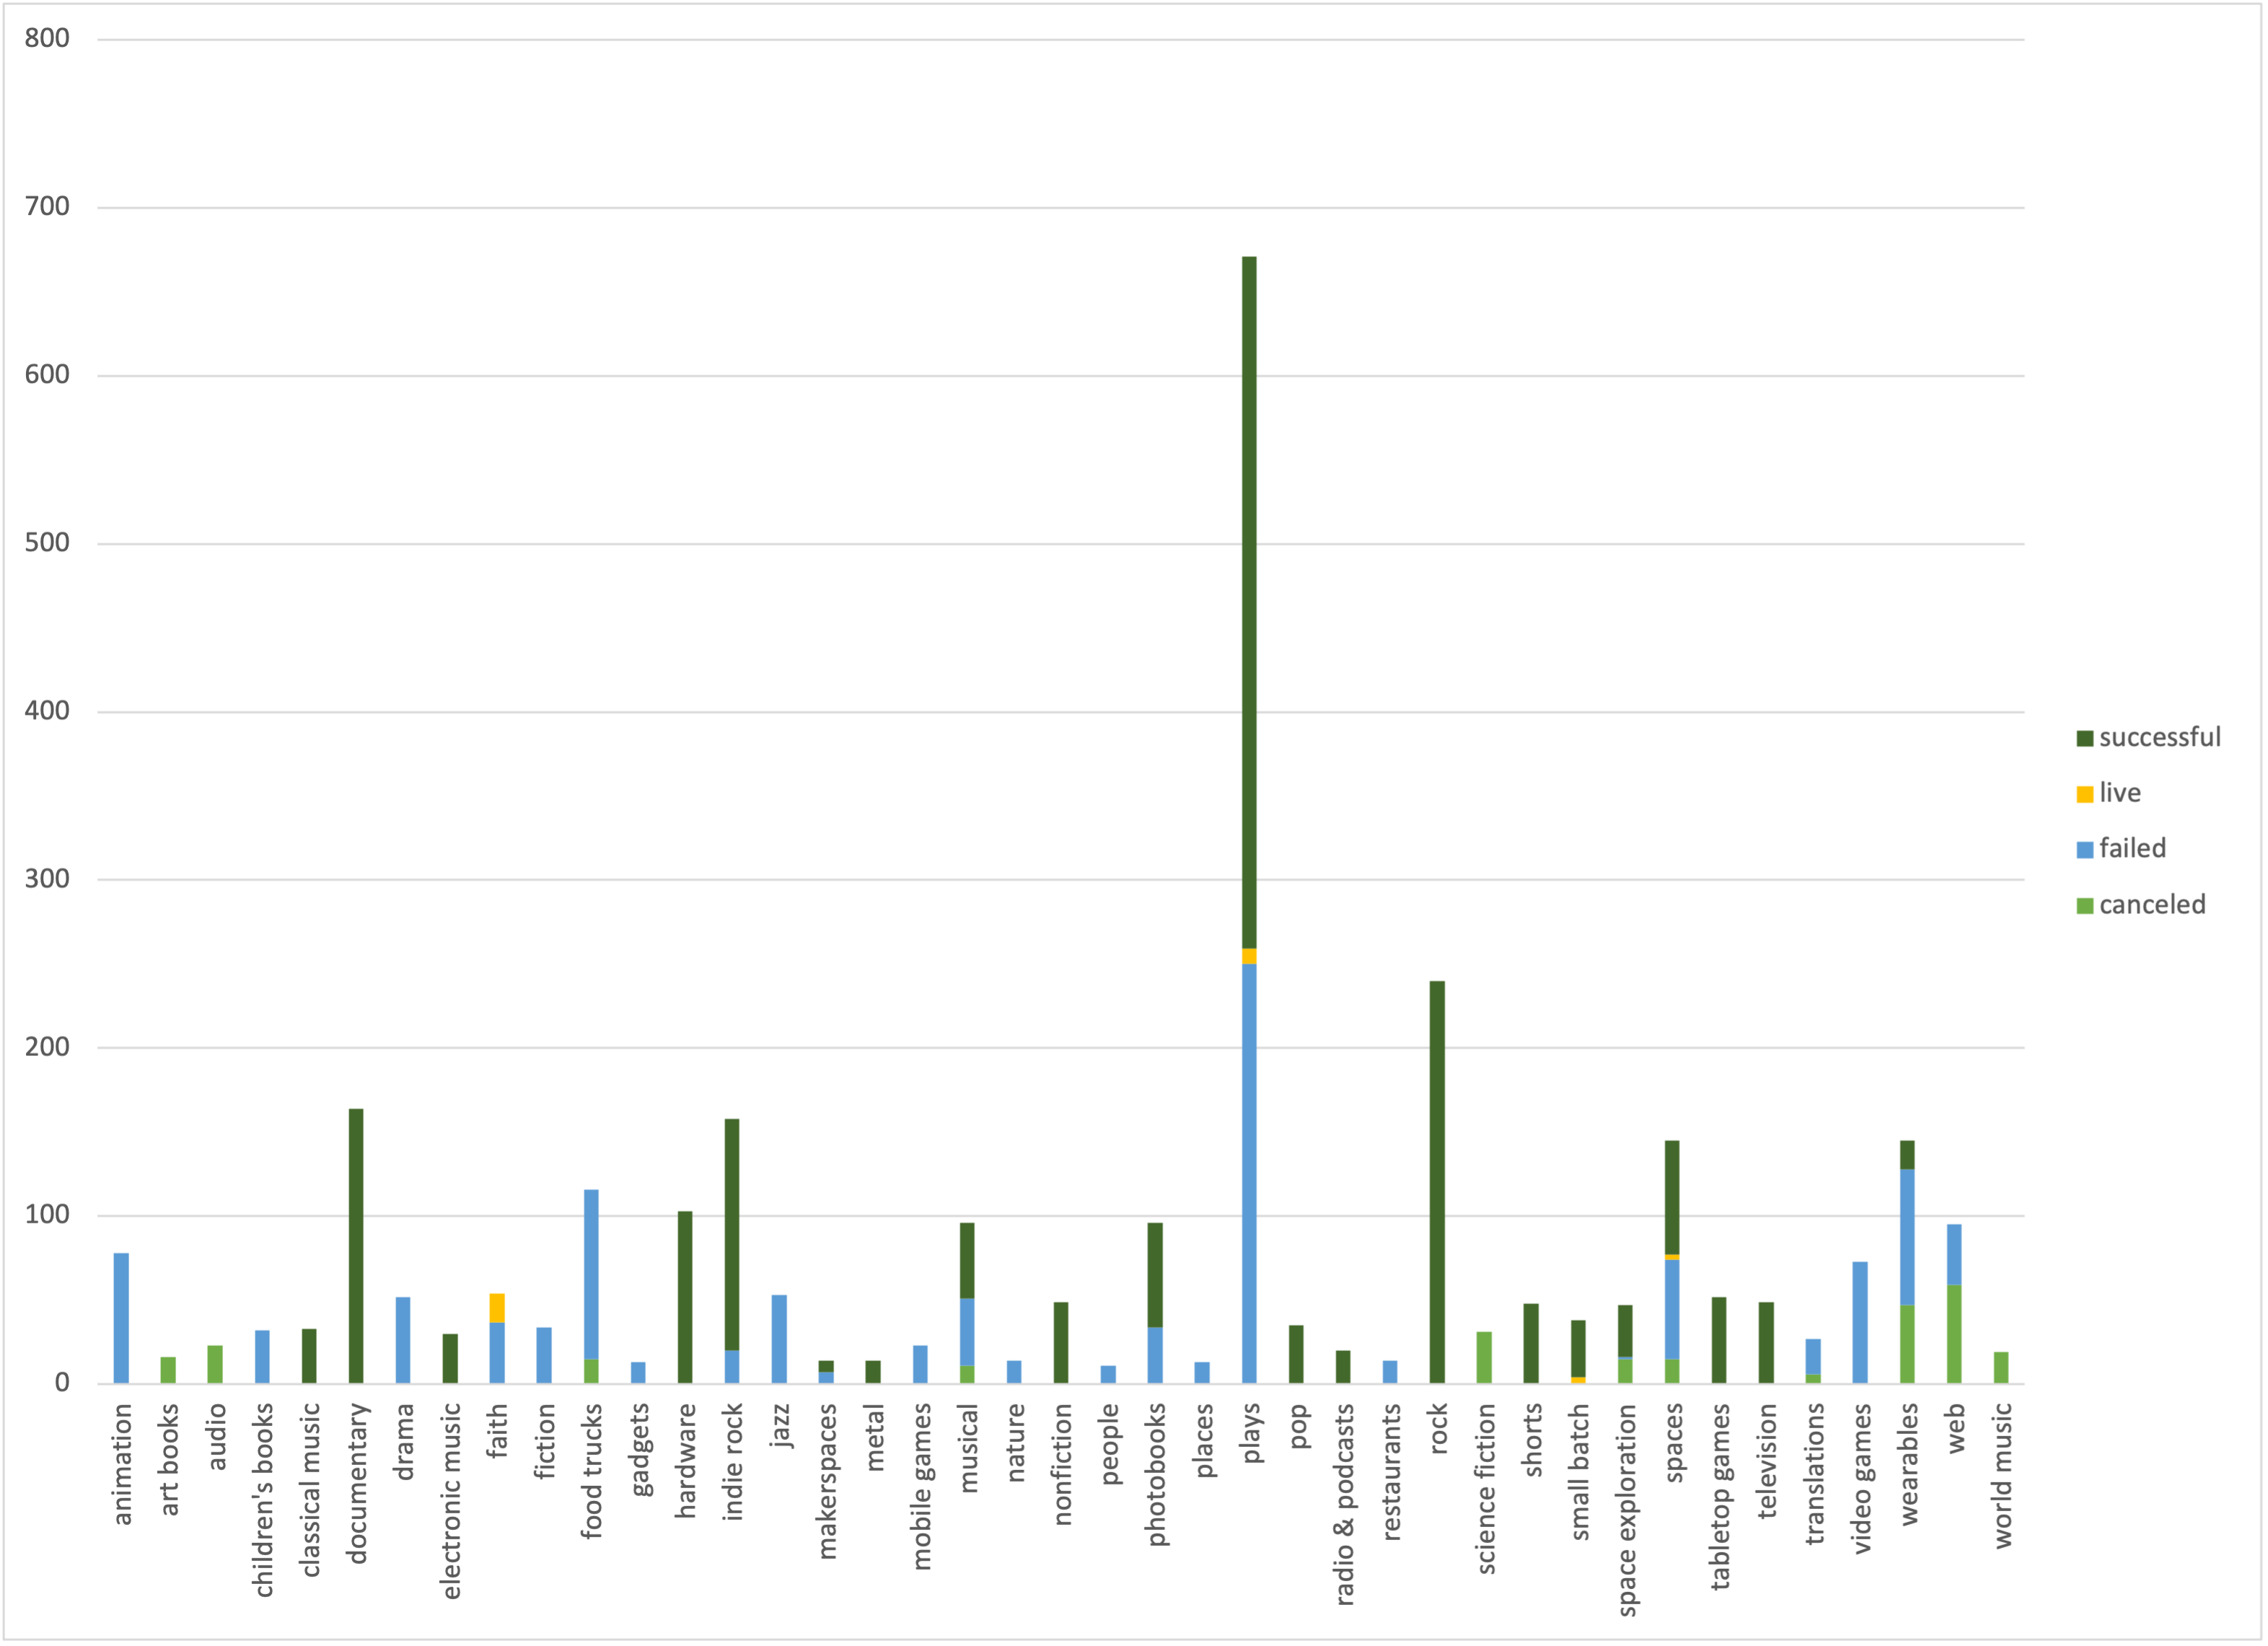 800
700
600
500
400
300
200
100
0
animation
art books
audio
children's books
classical music
documentary
drama
electronic music
faith
fiction
food trucks
gadgets
hardware
indie rock
jazz
makerspaces
metal
mobile games
musical
nature
nonfiction
people
photobooks
places
plays
pop
radio & podcasts
restaurants
rock
science fiction
shorts
small batch
space exploration
spaces
tabletop games
television
translations
video games
wearables
web
world music
successful
live
failed
canceled